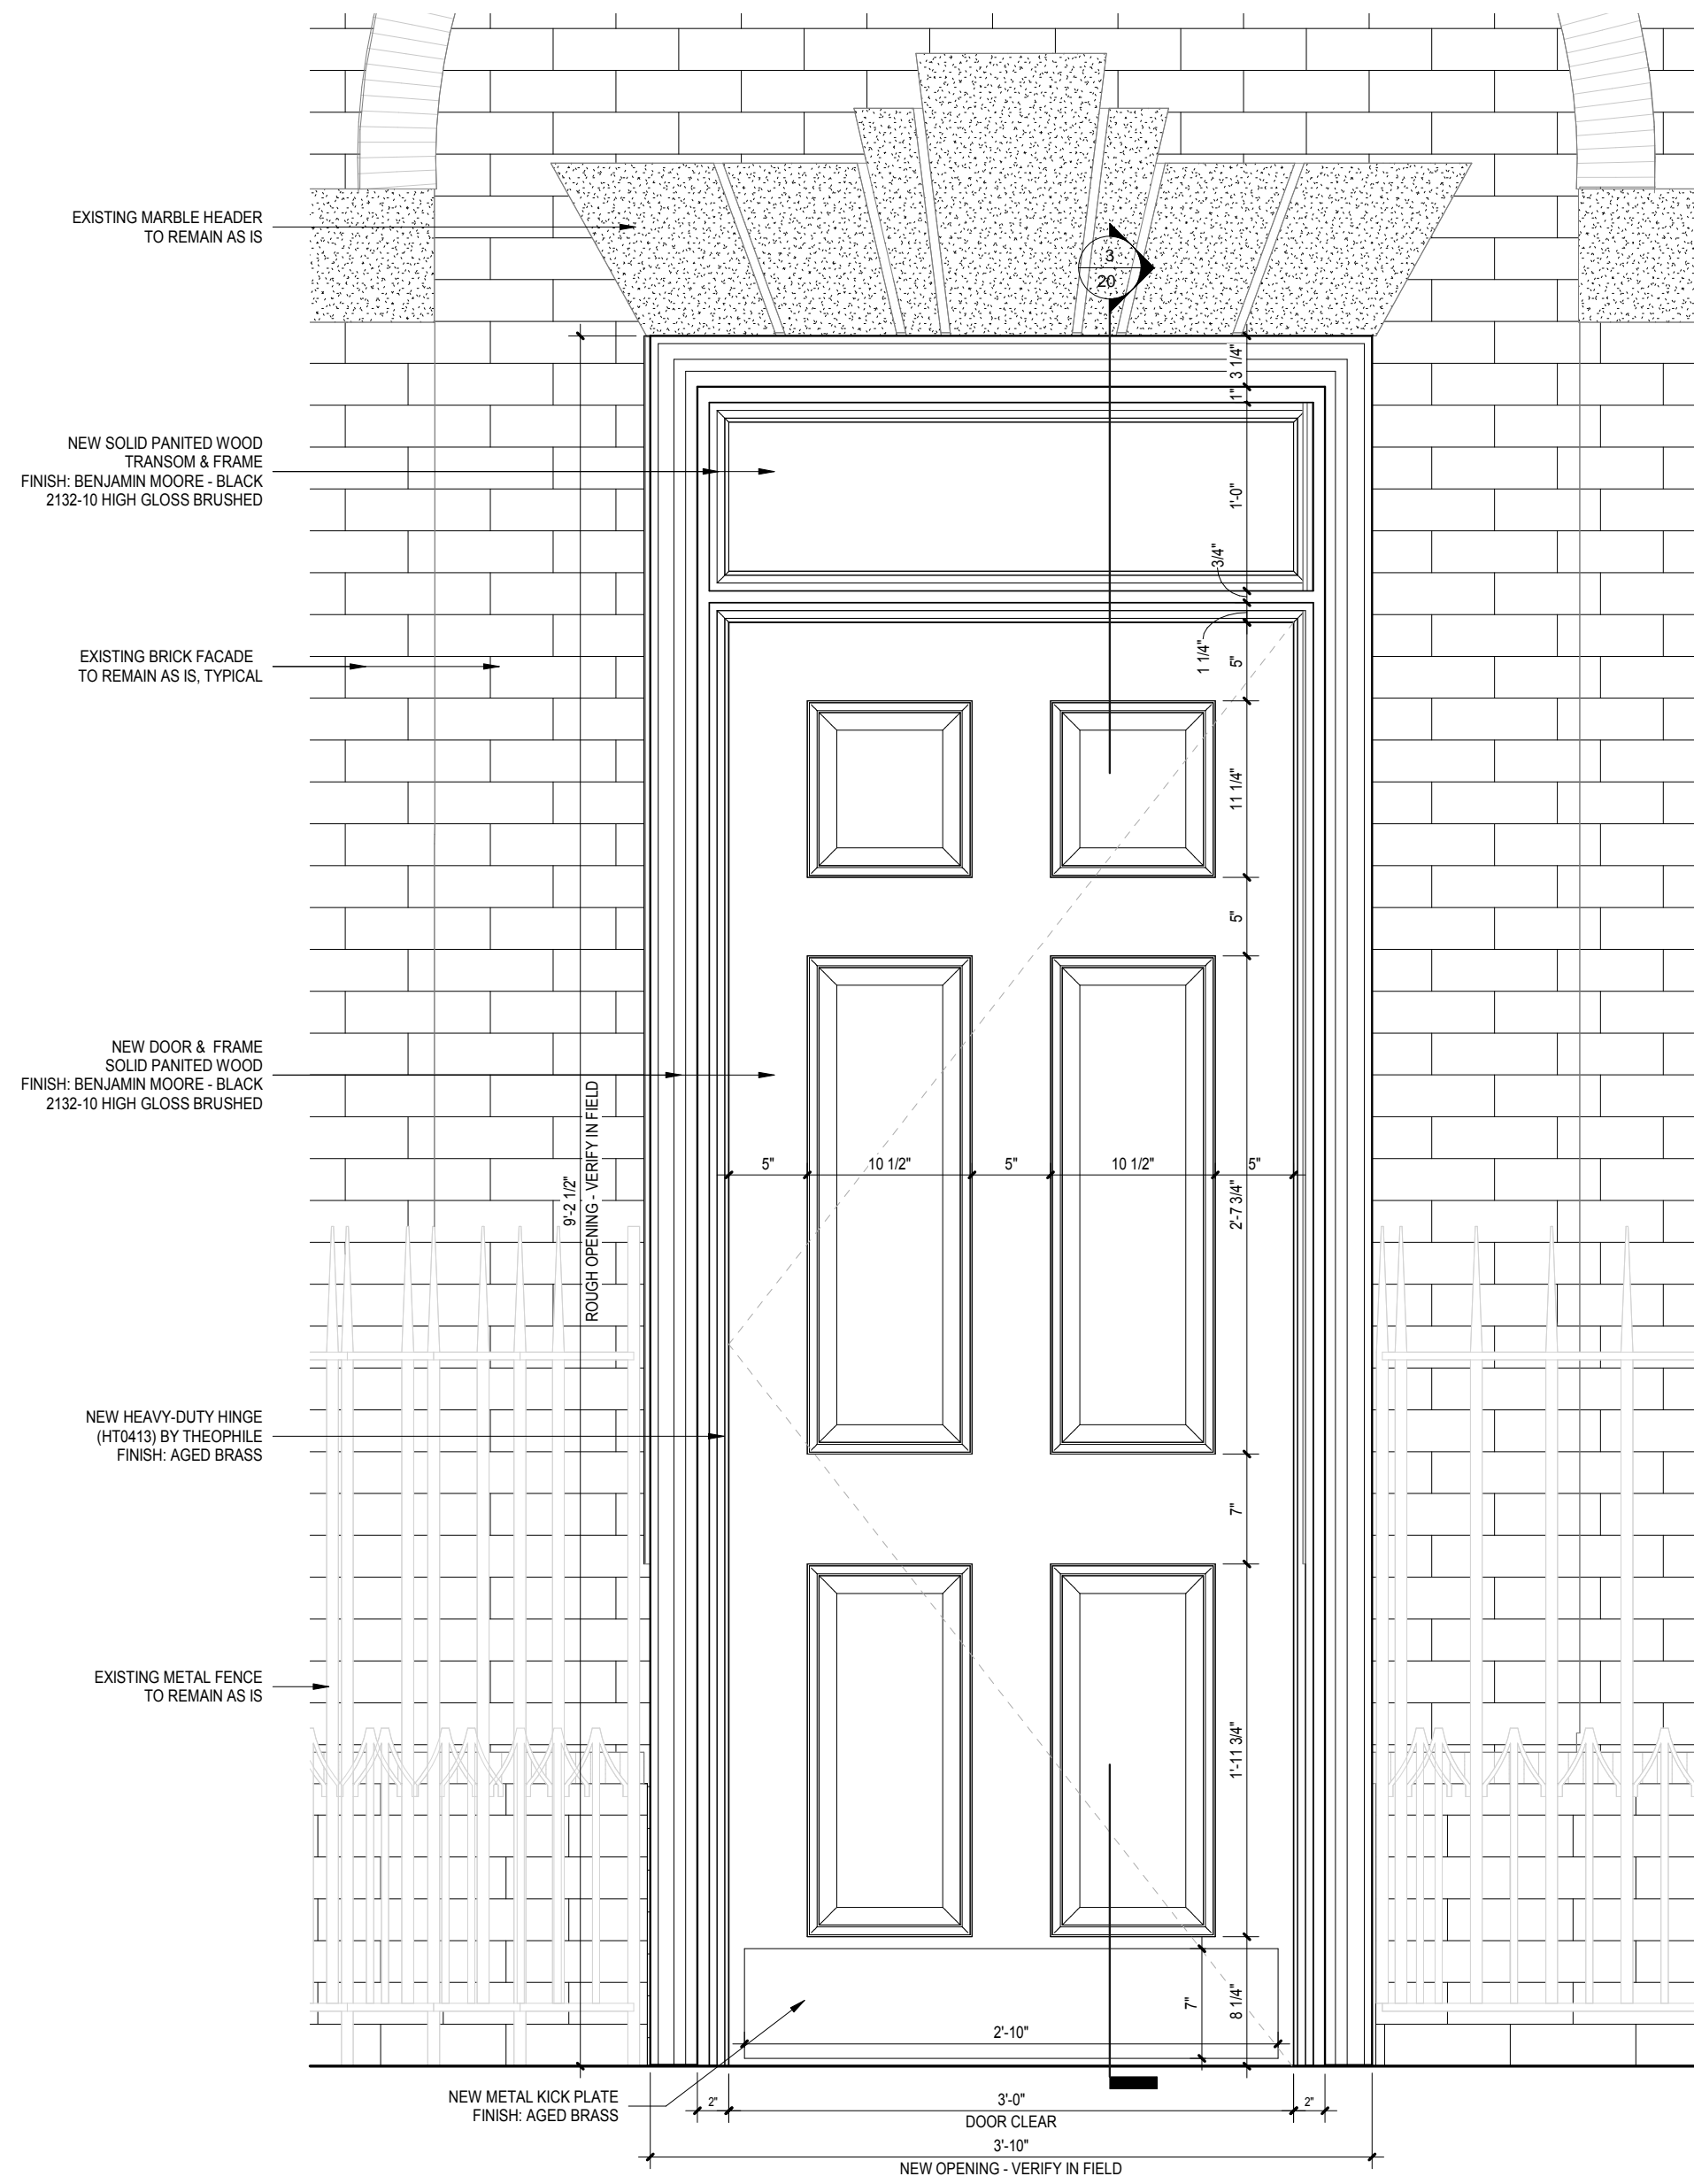 EXISTING MARBLE HEADER
TO REMAIN AS IS
3
20
3 1/4"
1"
NEW SOLID PANITED WOOD
TRANSOM & FRAME
FINISH: BENJAMIN MOORE - BLACK
2132-10 HIGH GLOSS BRUSHED
1'-0"
3/4"
1 1/4"
5"
EXISTING BRICK FACADE
TO REMAIN AS IS, TYPICAL
11 1/4"
5"
NEW DOOR & FRAME
SOLID PANITED WOOD
FINISH: BENJAMIN MOORE - BLACK
2132-10 HIGH GLOSS BRUSHED
9'-2 1/2"
ROUGH OPENING - VERIFY IN FIELD
5"
10 1/2"
5"
10 1/2"
5"
2'-7 3/4"
NEW HEAVY-DUTY HINGE
(HT0413) BY THEOPHILE
FINISH: AGED BRASS
7"
EXISTING METAL FENCE
TO REMAIN AS IS
1'-11 3/4"
7"
8 1/4"
2'-10"
NEW METAL KICK PLATE
FINISH: AGED BRASS
2"
3'-0"
2"
DOOR CLEAR
3'-10"
NEW OPENING - VERIFY IN FIELD